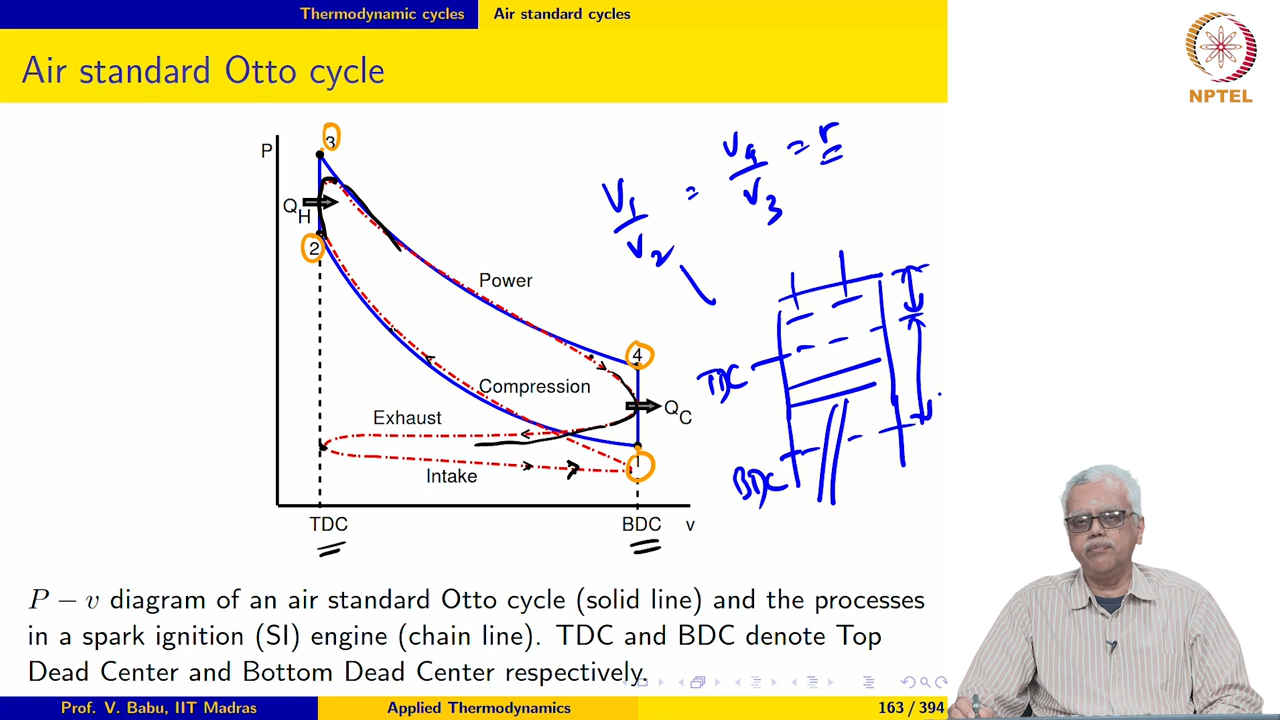 Thermodynamic cycles Air standard cycles
Air standard Otto cycle
NPTEL
P
3
Q_H
2
Power
4
Compression
Q_C
Exhaust
Intake
1
TDC BDC v
V₁/V₂ = V₄/V₃ = r
TDC
BDC
P − v diagram of an air standard Otto cycle (solid line) and the processes
in a spark ignition (SI) engine (chain line). TDC and BDC denote Top
Dead Center and Bottom Dead Center respectively.
Prof. V. Babu, IIT Madras Applied Thermodynamics 163 / 394